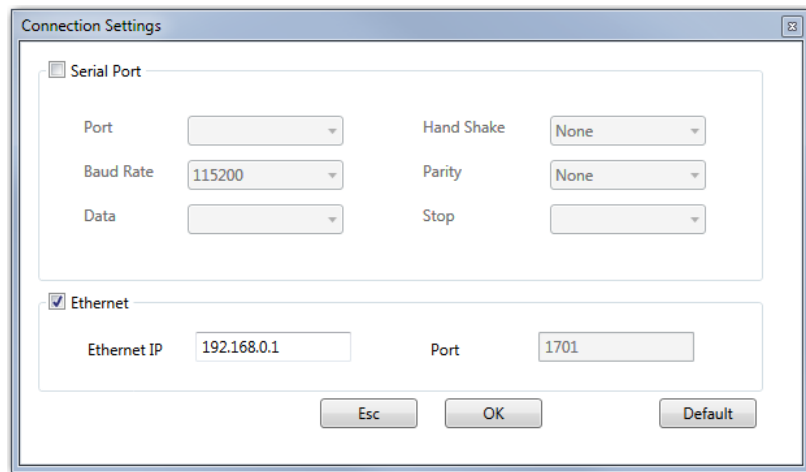 Connection Settings
Serial Port
Port Hand Shake None
Baud Rate 115200 Parity None
Data Stop
Ethernet
Ethernet IP 192.168.0.1 Port 1701
Esc OK Default